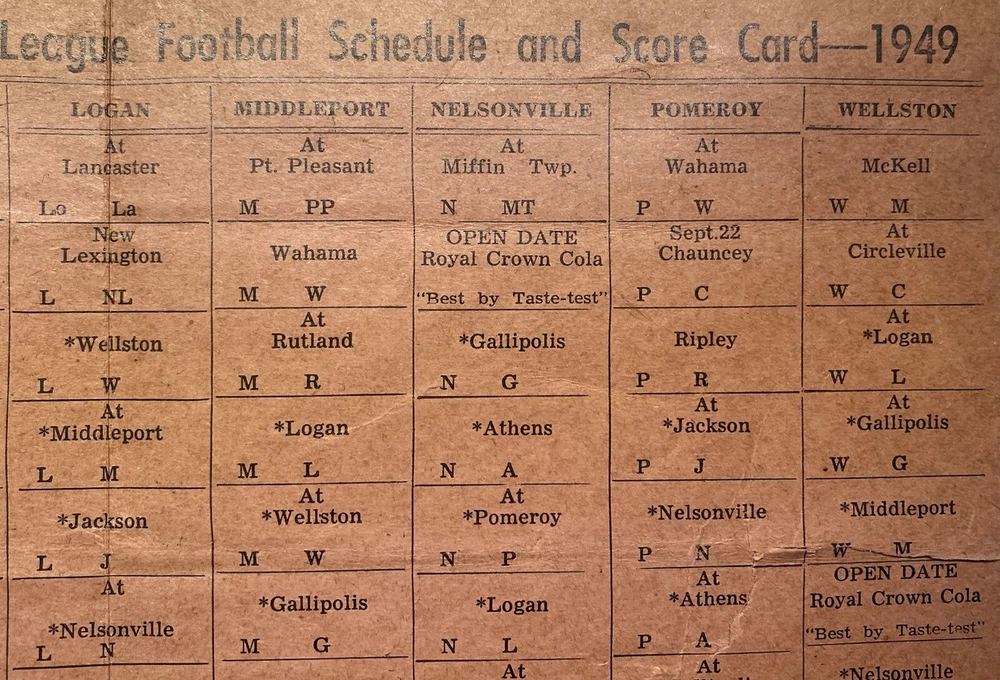 League Football Schedule and Score Card—1949
LOGAN MIDDLEPORT NELSONVILLE POMEROY WELLSTON
At At At At
Lancaster Pt. Pleasant Miffin Twp. Wahama McKell
Lo La M PP N MT P W W M
New OPEN DATE Sept.22 At
Lexington Wahama Royal Crown Cola Chauncey Circleville
L NL M W "Best by Taste-test" P C W C
At At
*Wellston Rutland *Gallipolis Ripley *Logan
L W M R N G P R W L
At At At
*Middleport *Logan *Athens *Jackson *Gallipolis
L M M L N A P J .W G
At At
*Jackson *Wellston *Pomeroy *Nelsonville *Middleport
L J M W N P P N W M
At At OPEN DATE
*Nelsonville *Gallipolis *Logan *Athens Royal Crown Cola
L N M G N L P A "Best by Taste-test"
At At *Nelsonville